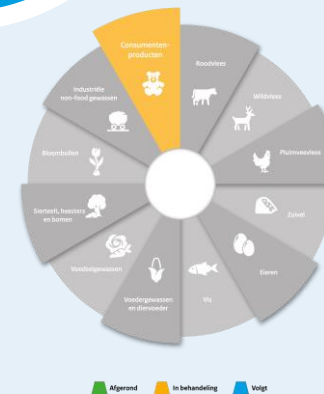 Consumenten-
producten
Roodvlees
Wildvlees
Pluimveevlees
Zuivel
Eieren
Vis
Voedergewassen
en diervoeder
Voedselgewassen
Sierteelt, heesters
en bomen
Bloembollen
Industriële
non-food gewassen
Afgerond
In behandeling
Volgt